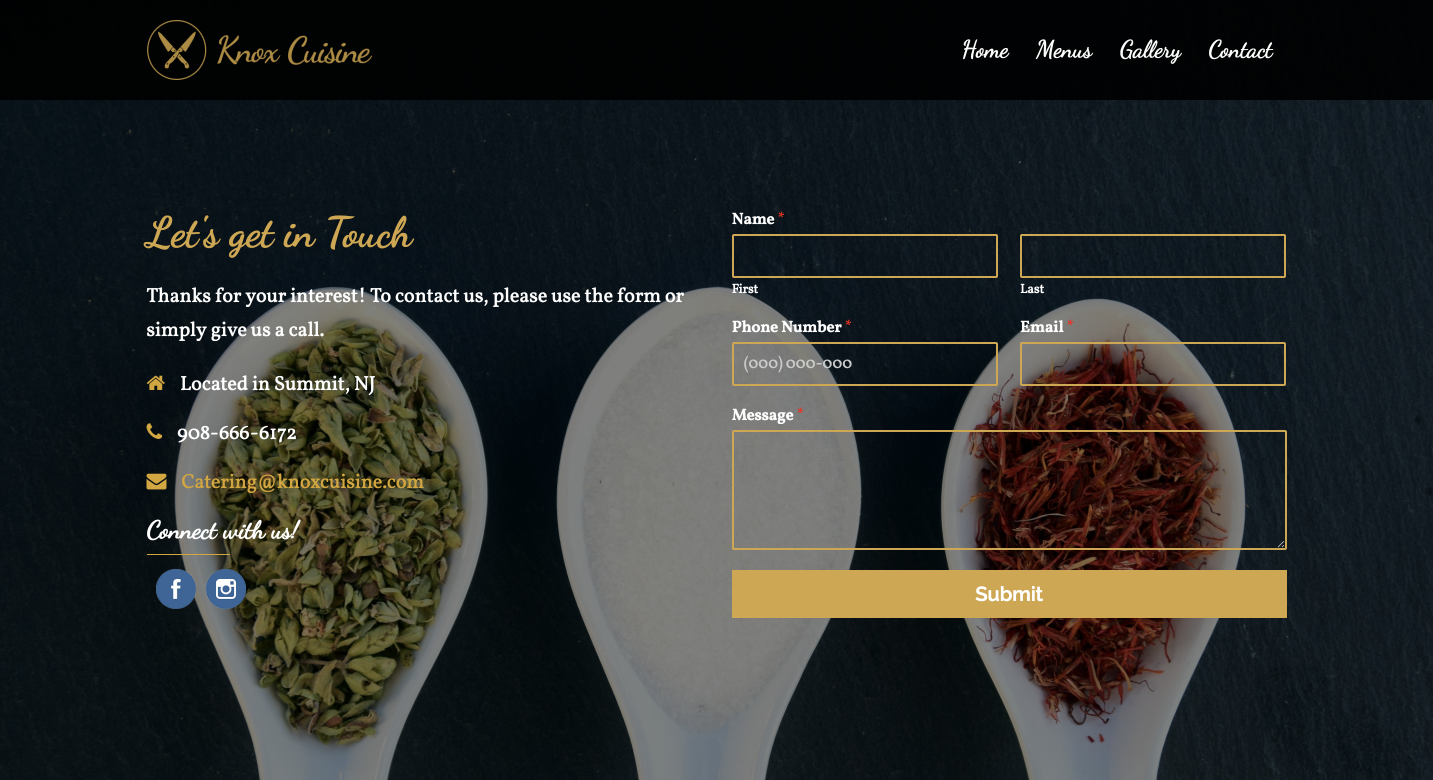 Knox Cuisine
Home Menus Gallery Contact
Let's get in Touch
Thanks for your interest! To contact us, please use the form or
simply give us a call.
Located in Summit, NJ
908-666-6172
Catering@knoxcuisine.com
Connect with us!
Name *
First Last
Phone Number * Email *
(000) 000-000
Message *
Submit